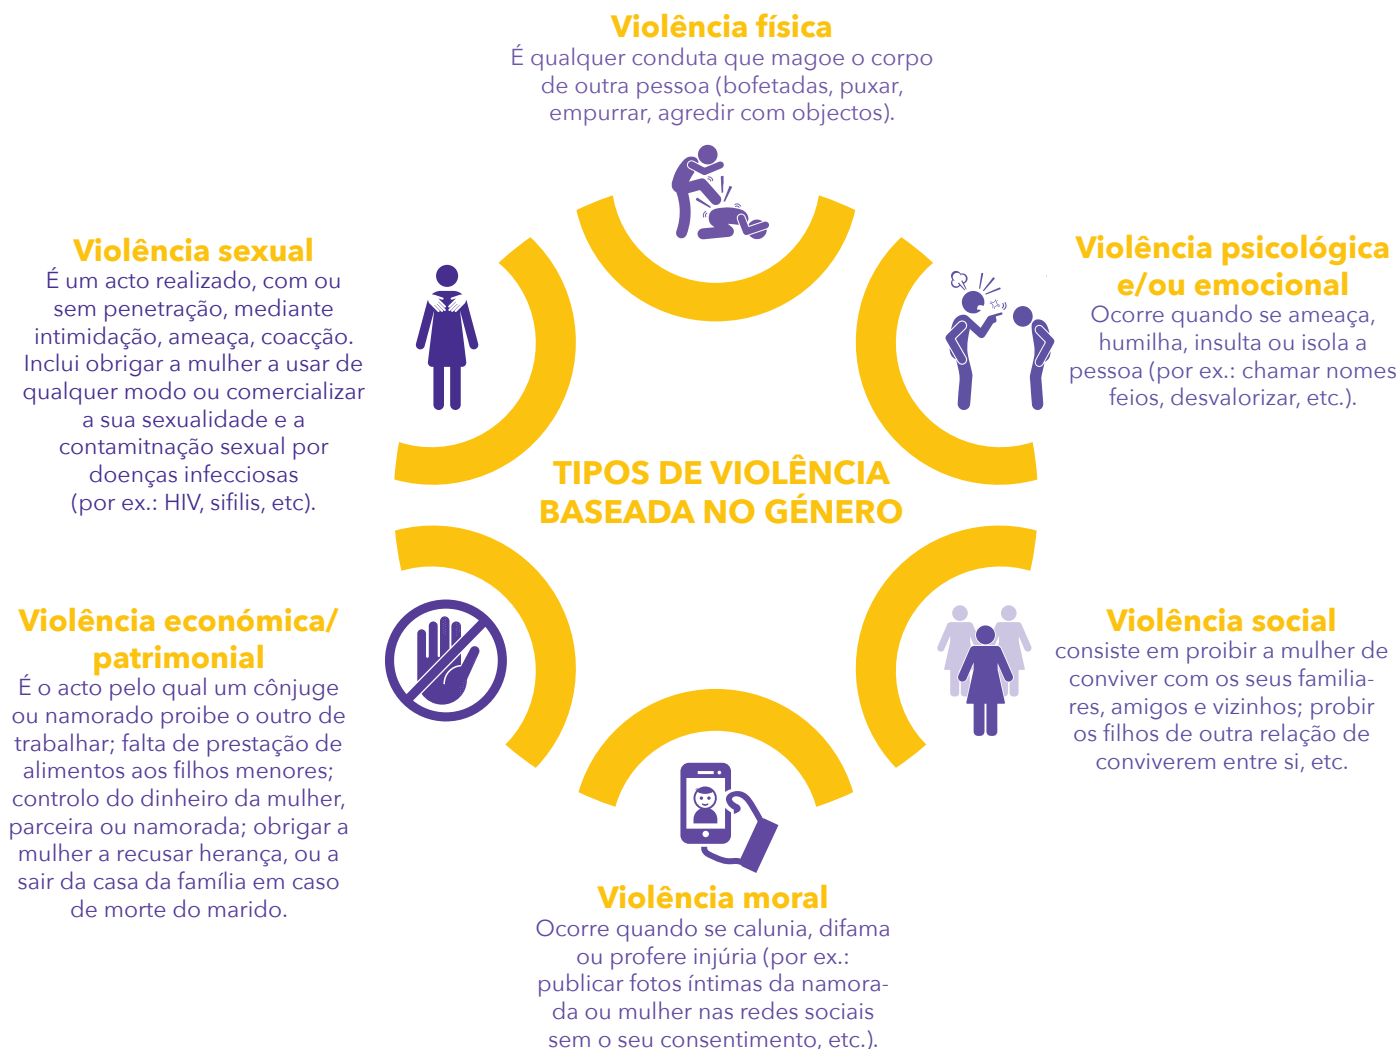 Violência física
É qualquer conduta que magoe o corpo
de outra pessoa (bofetadas, puxar,
empurrar, agredir com objectos).
Violência sexual
É um acto realizado, com ou
sem penetração, mediante
intimidação, ameaça, coacção.
Inclui obrigar a mulher a usar de
qualquer modo ou comercializar
a sua sexualidade e a
contamitnação sexual por
doenças infecciosas
(por ex.: HIV, sifilis, etc).
Violência psicológica
e/ou emocional
Ocorre quando se ameaça,
humilha, insulta ou isola a
pessoa (por ex.: chamar nomes
feios, desvalorizar, etc.).
TIPOS DE VIOLÊNCIA
BASEADA NO GÉNERO
Violência económica/
patrimonial
É o acto pelo qual um cônjuge
ou namorado proibe o outro de
trabalhar; falta de prestação de
alimentos aos filhos menores;
controlo do dinheiro da mulher,
parceira ou namorada; obrigar a
mulher a recusar herança, ou a
sair da casa da família em caso
de morte do marido.
Violência social
consiste em proibir a mulher de
conviver com os seus familia-
res, amigos e vizinhos; probir
os filhos de outra relação de
conviverem entre si, etc.
Violência moral
Ocorre quando se calunia, difama
ou profere injúria (por ex.:
publicar fotos íntimas da namora-
da ou mulher nas redes sociais
sem o seu consentimento, etc.).